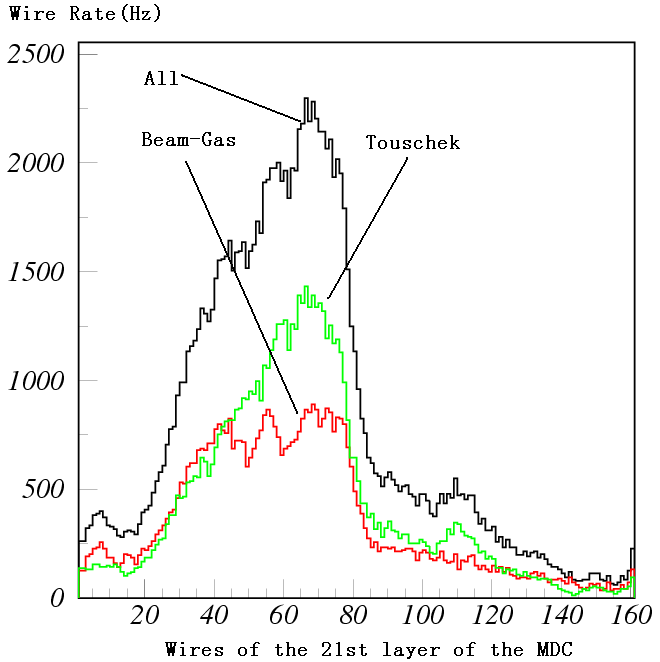 Wire Rate(Hz)
2500
All
Beam-Gas
Touschek
2000
1500
1000
500
0
20 40 60 80 100 120 140 160
Wires of the 21st layer of the MDC